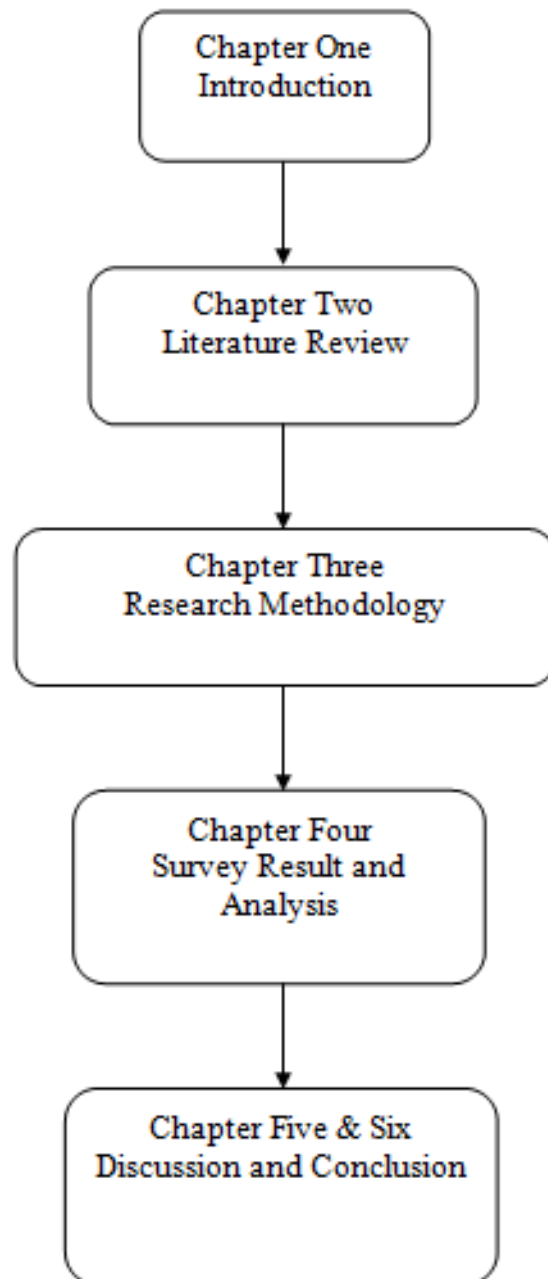 Chapter One
Introduction
Chapter Two
Literature Review
Chapter Three
Research Methodology
Chapter Four
Survey Result and
Analysis
Chapter Five & Six
Discussion and Conclusion